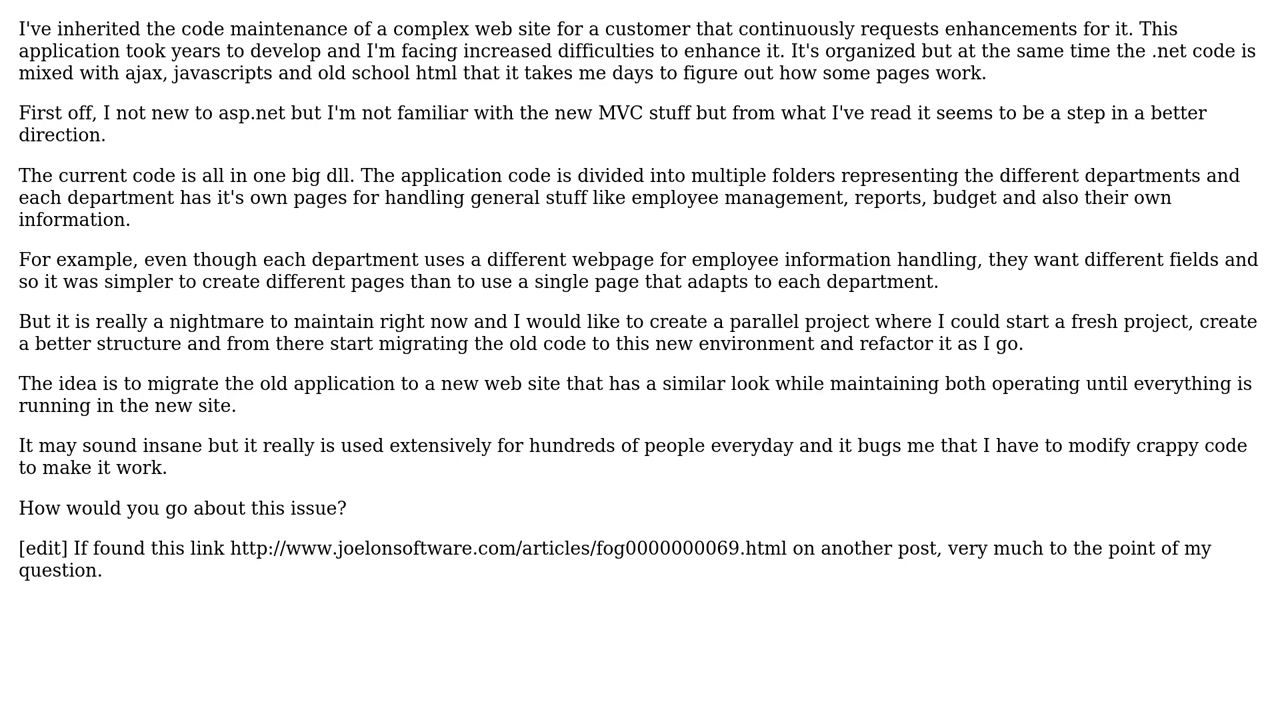 I've inherited the code maintenance of a complex web site for a customer that continuously requests enhancements for it. This
application took years to develop and I'm facing increased difficulties to enhance it. It's organized but at the same time the .net code is
mixed with ajax, javascripts and old school html that it takes me days to figure out how some pages work.
First off, I not new to asp.net but I'm not familiar with the new MVC stuff but from what I've read it seems to be a step in a better
direction.
The current code is all in one big dll. The application code is divided into multiple folders representing the different departments and
each department has it's own pages for handling general stuff like employee management, reports, budget and also their own
information.
For example, even though each department uses a different webpage for employee information handling, they want different fields and
so it was simpler to create different pages than to use a single page that adapts to each department.
But it is really a nightmare to maintain right now and I would like to create a parallel project where I could start a fresh project, create
a better structure and from there start migrating the old code to this new environment and refactor it as I go.
The idea is to migrate the old application to a new web site that has a similar look while maintaining both operating until everything is
running in the new site.
It may sound insane but it really is used extensively for hundreds of people everyday and it bugs me that I have to modify crappy code
to make it work.
How would you go about this issue?
[edit] If found this link http://www.joelonsoftware.com/articles/fog0000000069.html on another post, very much to the point of my
question.